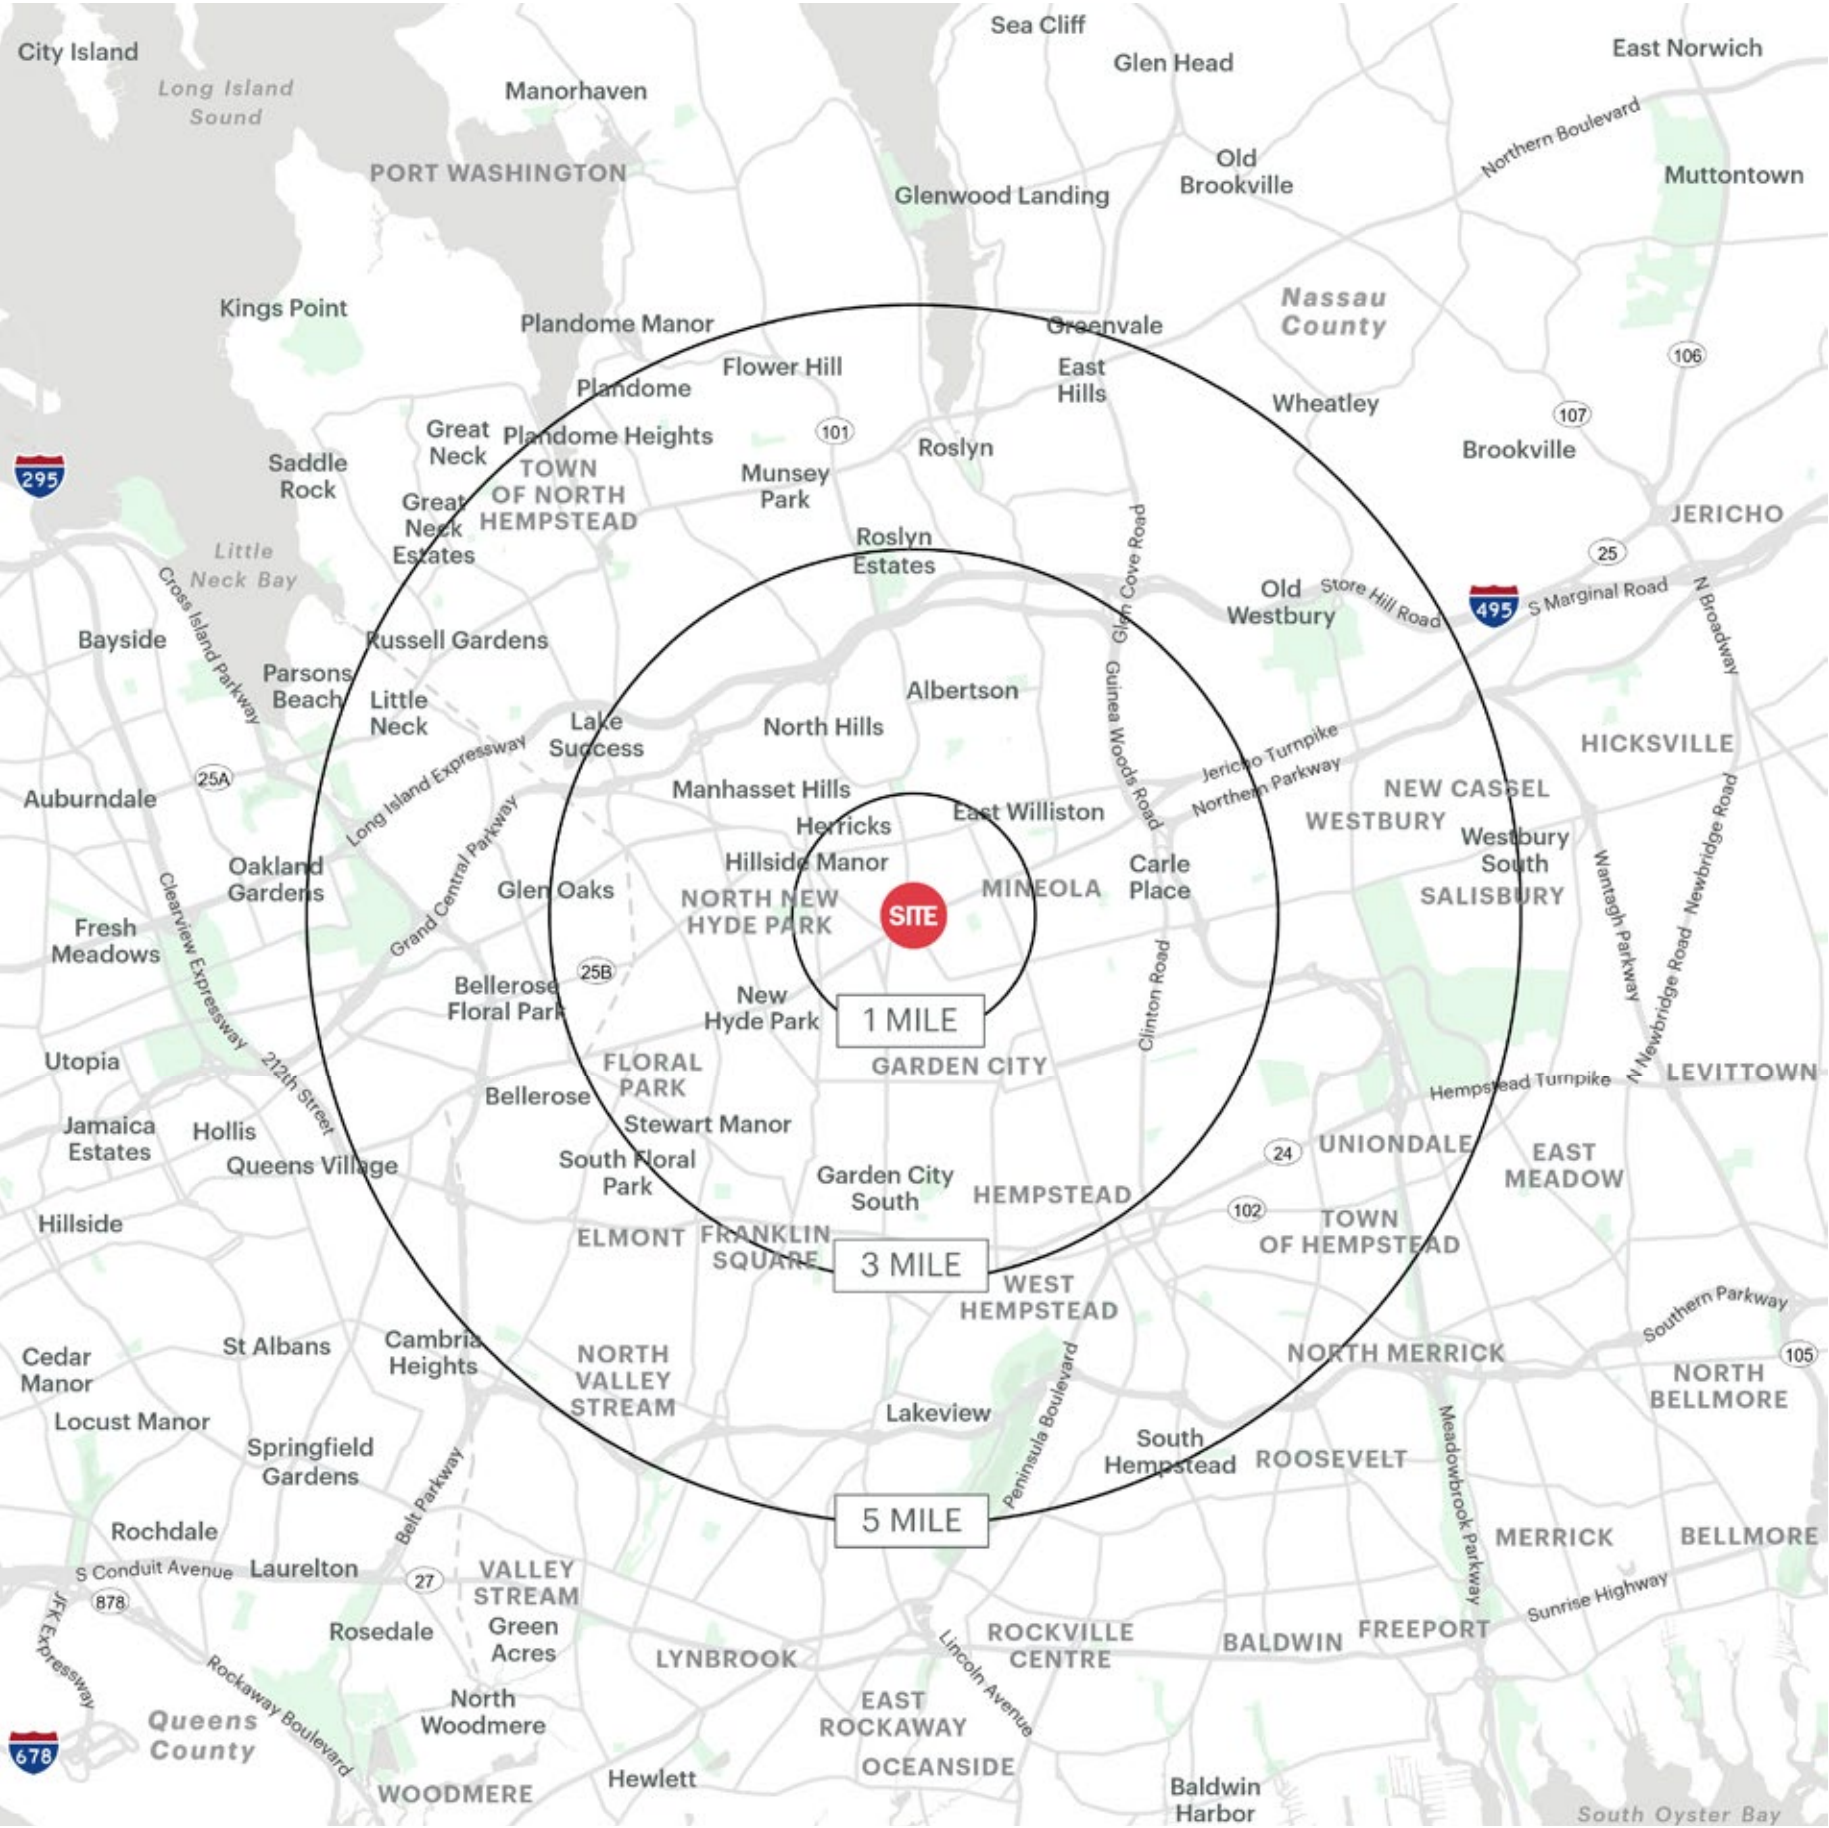 Sea Cliff
City Island
East Norwich
Glen Head
Long Island
Sound
Manorhaven
Northern Boulevard
Old
Brookville
PORT WASHINGTON
Muttontown
Glenwood Landing
Nassau
County
Kings Point
Plandome Manor
Greenvale
106
Flower Hill
East
Hills
Plandome
Wheatley
107
Great
Neck
Plandome Heights
101
Roslyn
Brookville
Saddle
Rock
TOWN
OF NORTH
HEMPSTEAD
Munsey
Park
295
Great
Neck
Estates
JERICHO
Roslyn
Estates
Glen Cove Road
25
Little
Neck Bay
Old
Westbury
Store Hill Road
495
S Marginal Road
N Broadway
Cross Island Parkway
Bayside
Russell Gardens
Parsons
Beach
Little
Neck
Albertson
Guinea Woods Road
Lake
Success
North Hills
Jericho Turnpike
HICKSVILLE
Long Island Expressway
25A
Northern Parkway
Auburndale
Manhasset Hills
NEW CASSEL
East Williston
WESTBURY
Herricks
Westbury
South
Newbridge Road
Newbridge Road
Grand Central Parkway
Oakland
Gardens
Hillside Manor
Carle
Place
Glen Oaks
NORTH NEW
HYDE PARK
SITE
MINEOLA
SALISBURY
Wantagh Parkway
Fresh
Meadows
Clearview Expressway
25B
Bellerose
Floral Park
New
Hyde Park
1 MILE
Clinton Road
N Newbridge Road
Utopia
212th Street
FLORAL
PARK
GARDEN CITY
Hempstead Turnpike
LEVITTOWN
Bellerose
Stewart Manor
Jamaica
Estates
Hollis
Queens Village
South Floral
Park
Garden City
South
24
UNIONDALE
EAST
MEADOW
HEMPSTEAD
Hillside
102
TOWN
OF HEMPSTEAD
ELMONT
FRANKLIN
SQUARE
3 MILE
WEST
HEMPSTEAD
Southern Parkway
St Albans
Cambria
Heights
Cedar
Manor
NORTH
VALLEY
STREAM
NORTH MERRICK
105
NORTH
BELLMORE
Locust Manor
Lakeview
Peninsula Boulevard
Springfield
Gardens
South
Hempstead
ROOSEVELT
Meadowbrook Parkway
Belt Parkway
5 MILE
Rochdale
MERRICK
BELLMORE
S Conduit Avenue
Laurelton
27
VALLEY
STREAM
Sunrise Highway
878
JFK Expressway
Rosedale
Green
Acres
LYNBROOK
Lincoln Avenue
ROCKVILLE
CENTRE
BALDWIN
FREEPORT
Rockaway Boulevard
North
Woodmere
EAST
ROCKAWAY
Queens
County
678
OCEANSIDE
WOODMERE
Hewlett
Baldwin
Harbor
South Oyster Bay